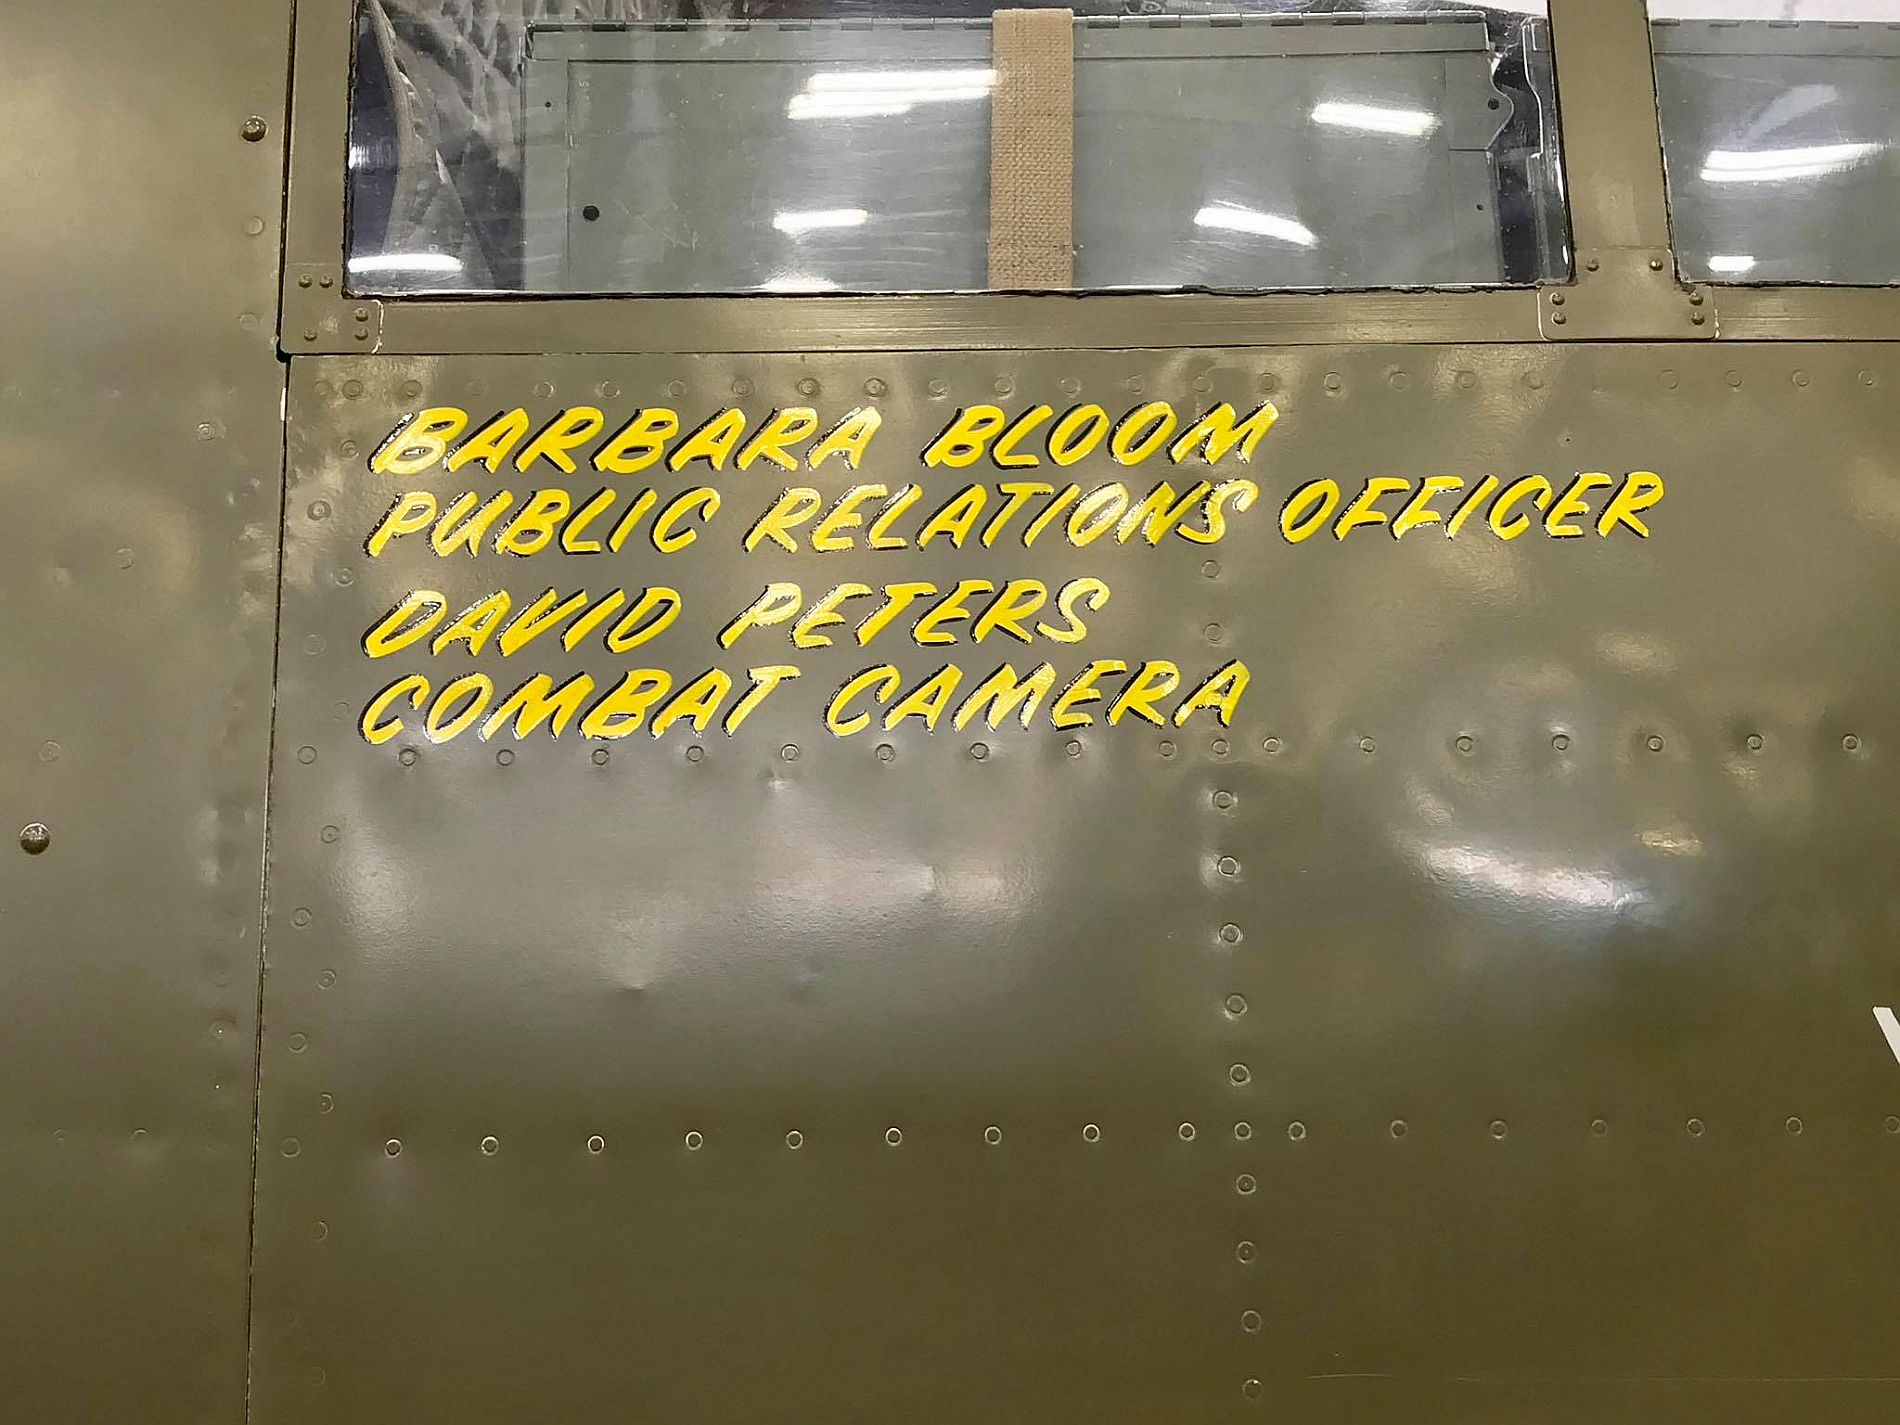 BARBARA BLOOM
PUBLIC RELATIONS OFFICER
DAVID PETERS
COMBAT CAMERA